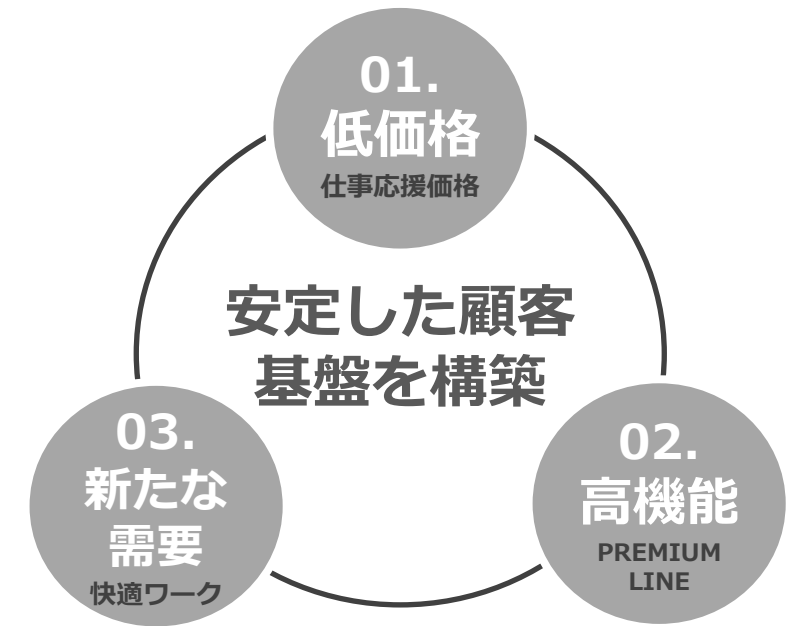 01.
低価格
仕事応援価格
安定した顧客
基盤を構築
02.
高機能
PREMIUM
LINE
03.
新たな
需要
快適ワーク